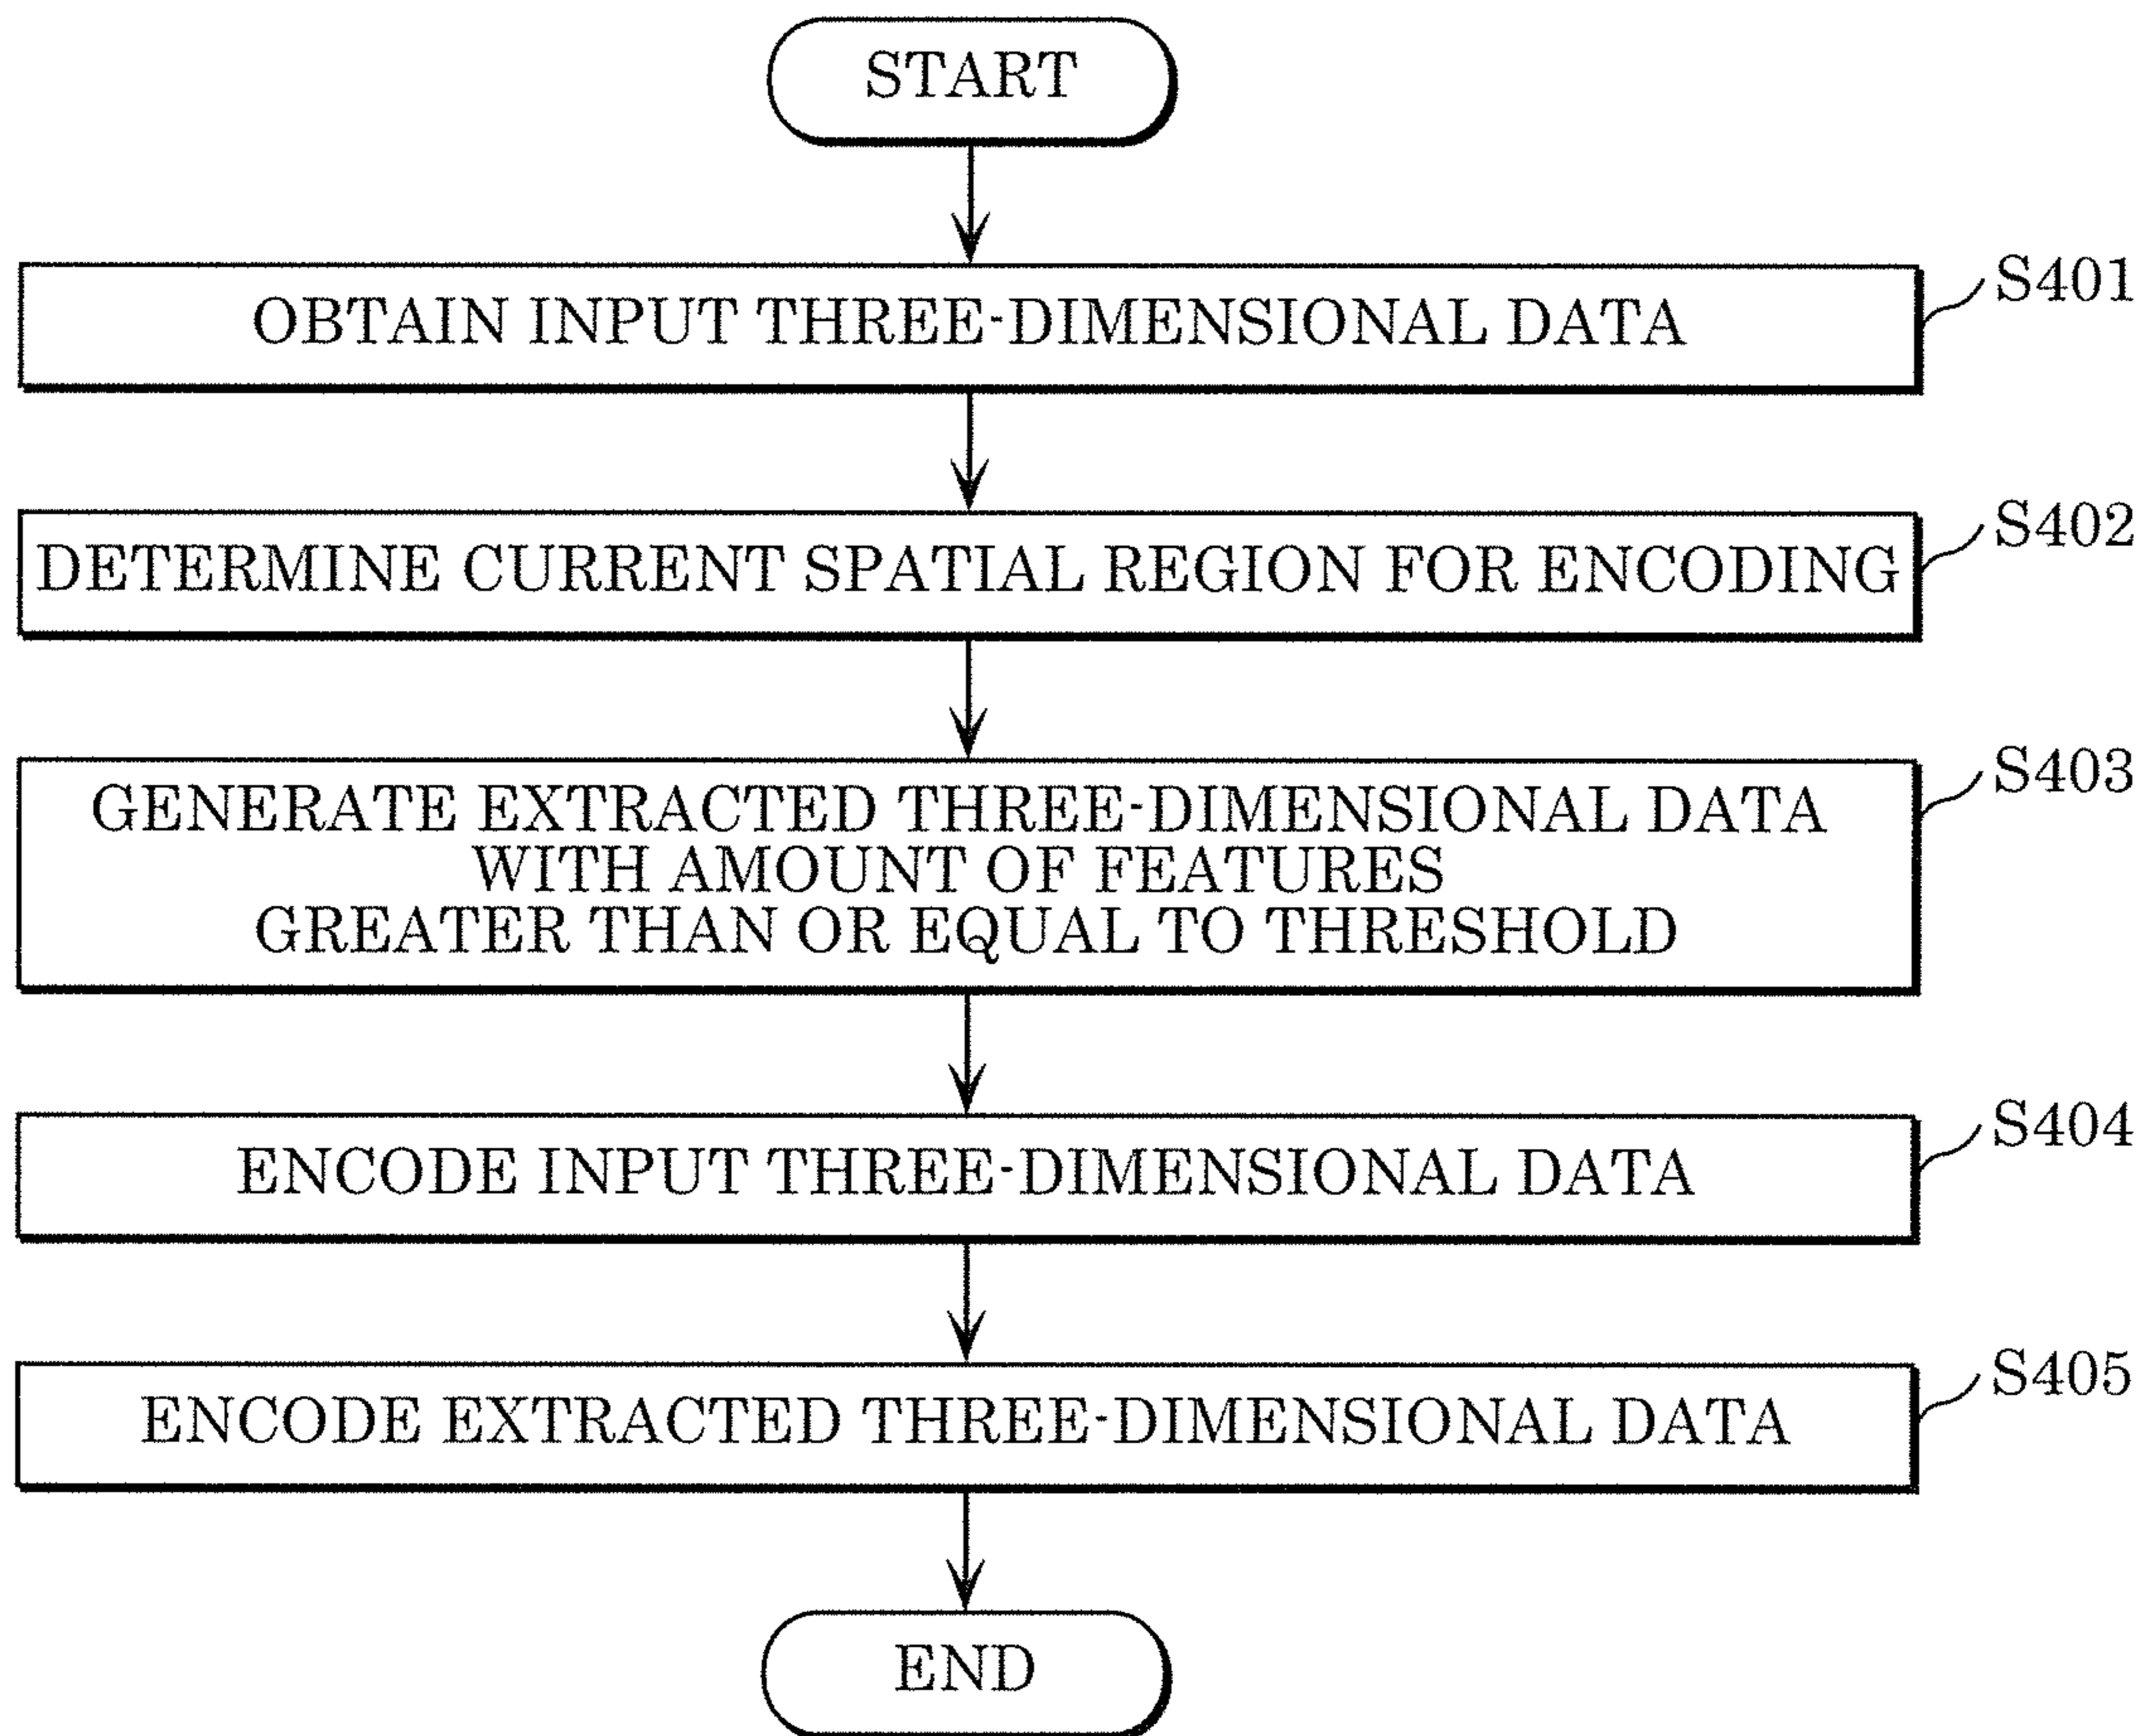 START
OBTAIN INPUT THREE-DIMENSIONAL DATA
S401
DETERMINE CURRENT SPATIAL REGION FOR ENCODING
S402
GENERATE EXTRACTED THREE-DIMENSIONAL DATA
WITH AMOUNT OF FEATURES
GREATER THAN OR EQUAL TO THRESHOLD
S403
ENCODE INPUT THREE-DIMENSIONAL DATA
S404
ENCODE EXTRACTED THREE-DIMENSIONAL DATA
S405
END